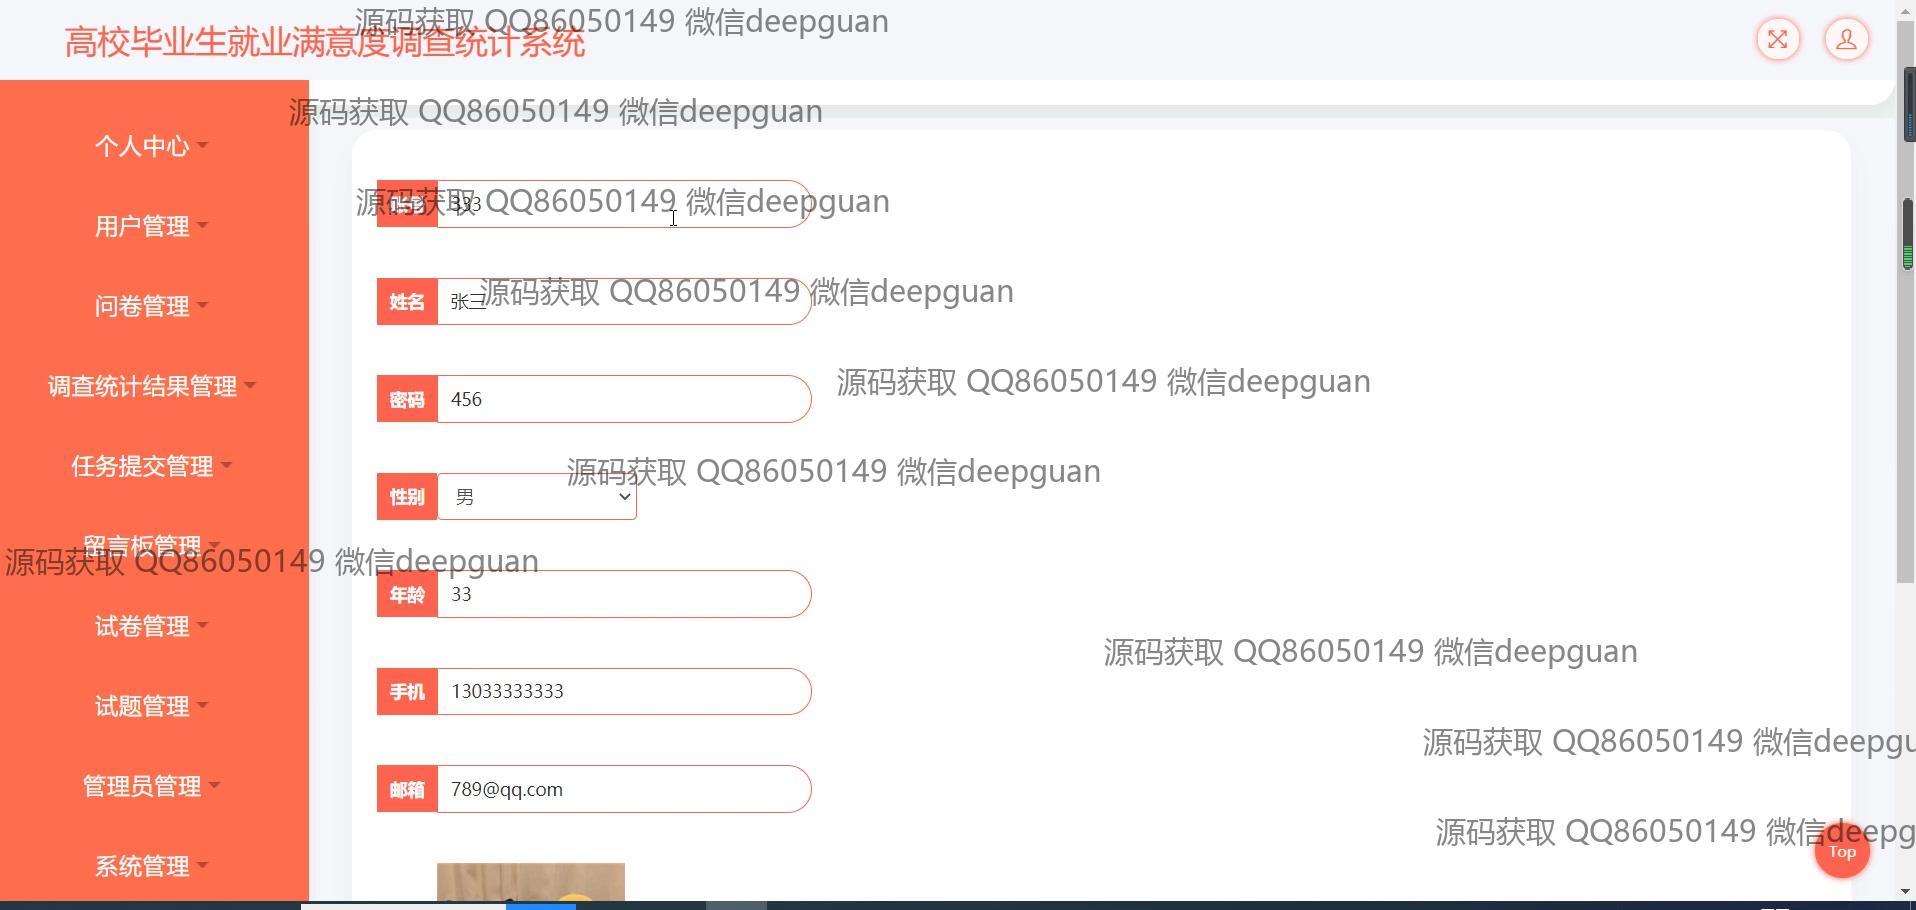 源码获取 QQ86050149 微信deepguan
高校毕业生就业满意度调查统计系统
源码获取 QQ86050149 微信deepguan
个人中心
源码获取 QQ86050149 微信deepguan
333
用户管理
源码获取 QQ86050149 微信deepguan
姓名 张三
问卷管理
源码获取 QQ86050149 微信deepguan
调查统计结果管理
密码 456
任务提交管理
源码获取 QQ86050149 微信deepguan
性别 男
留言板管理
源码获取 QQ86050149 微信deepguan
年龄 33
试卷管理
源码获取 QQ86050149 微信deepguan
手机 13033333333
试题管理
源码获取 QQ86050149 微信deepgu
管理员管理
邮箱 789@qq.com
源码获取 QQ86050149 微信deepg
Top
系统管理